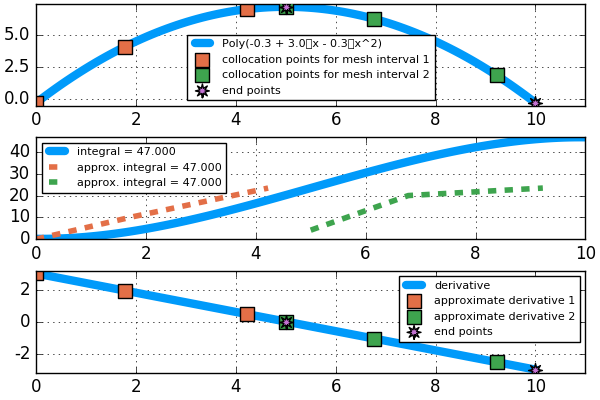 5.0
2.5
0.0
Poly(-0.3 + 3.0▯x - 0.3▯x^2)
collocation points for mesh interval 1
collocation points for mesh interval 2
end points
0 2 4 6 8 10
40
30
20
10
0
integral = 47.000
approx. integral = 47.000
approx. integral = 47.000
0 2 4 6 8 10
2
0
-2
derivative
approximate derivative 1
approximate derivative 2
end points
0 2 4 6 8 10